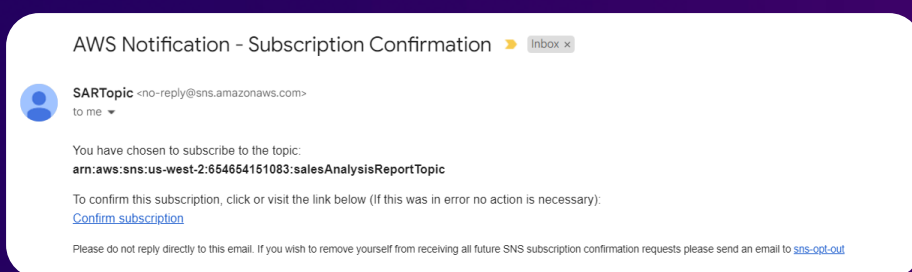 AWS Notification - Subscription Confirmation Inbox ×
SARTopic <no-reply@sns.amazonaws.com>
to me
You have chosen to subscribe to the topic:
arn:aws:sns:us-west-2:654654151083:salesAnalysisReportTopic
To confirm this subscription, click or visit the link below (If this was in error no action is necessary):
Confirm subscription
Please do not reply directly to this email. If you wish to remove yourself from receiving all future SNS subscription confirmation requests please send an email to sns-opt-out